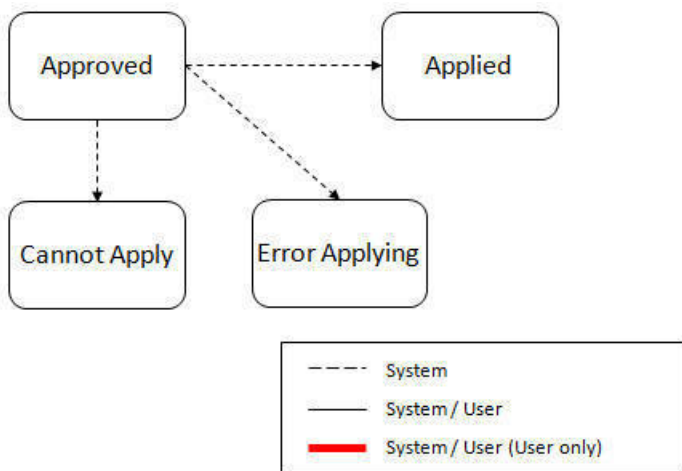 Approved
Applied
Cannot Apply
Error Applying
System
System / User
System / User (User only)